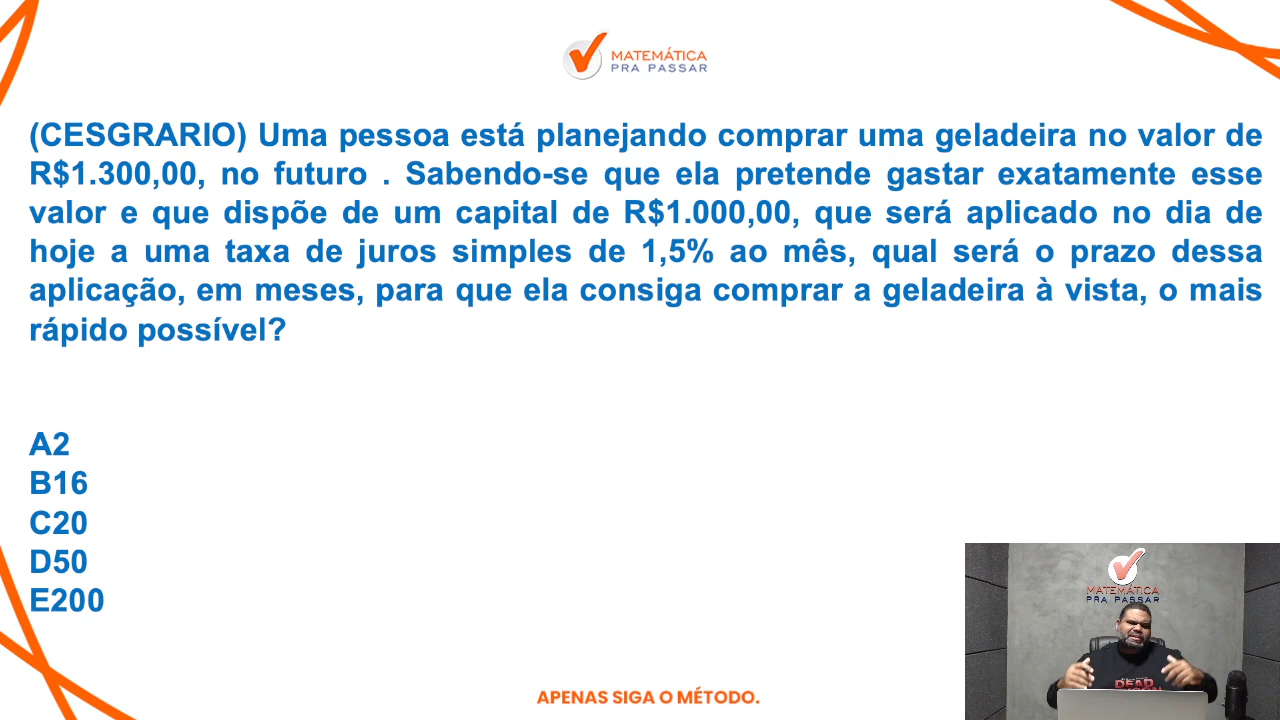 MATEMÁTICA
PRA PASSAR
(CESGRARIO) Uma pessoa está planejando comprar uma geladeira no valor de
R$1.300,00, no futuro . Sabendo-se que ela pretende gastar exatamente esse
valor e que dispõe de um capital de R$1.000,00, que será aplicado no dia de
hoje a uma taxa de juros simples de 1,5% ao mês, qual será o prazo dessa
aplicação, em meses, para que ela consiga comprar a geladeira à vista, o mais
rápido possível?
A2
B16
C20
D50
E200
MATEMÁTICA
PRA PASSAR
DEAD
APENAS SIGA O MÉTODO.